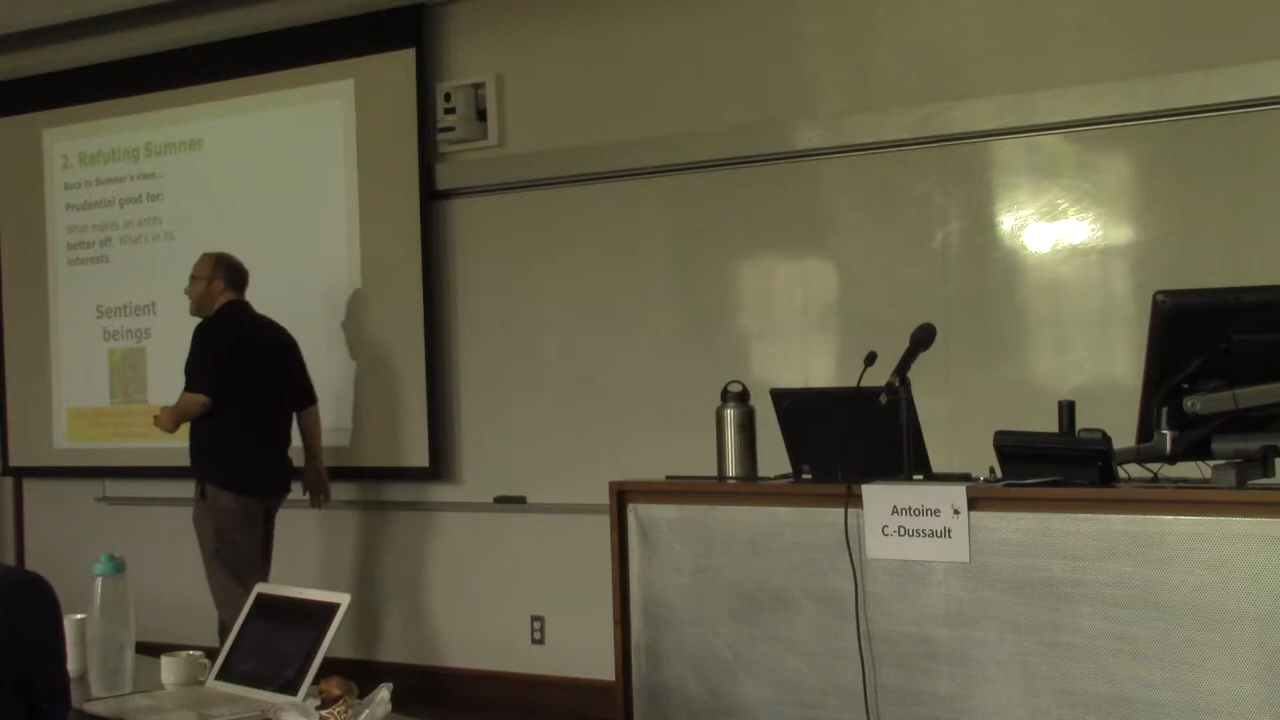 2. Refuting Sumner
Back to Sumner's view...
Prudential good for:
What makes an entity
better off. What's in its
interests.
Sentient
beings
Antoine
C.-Dussault